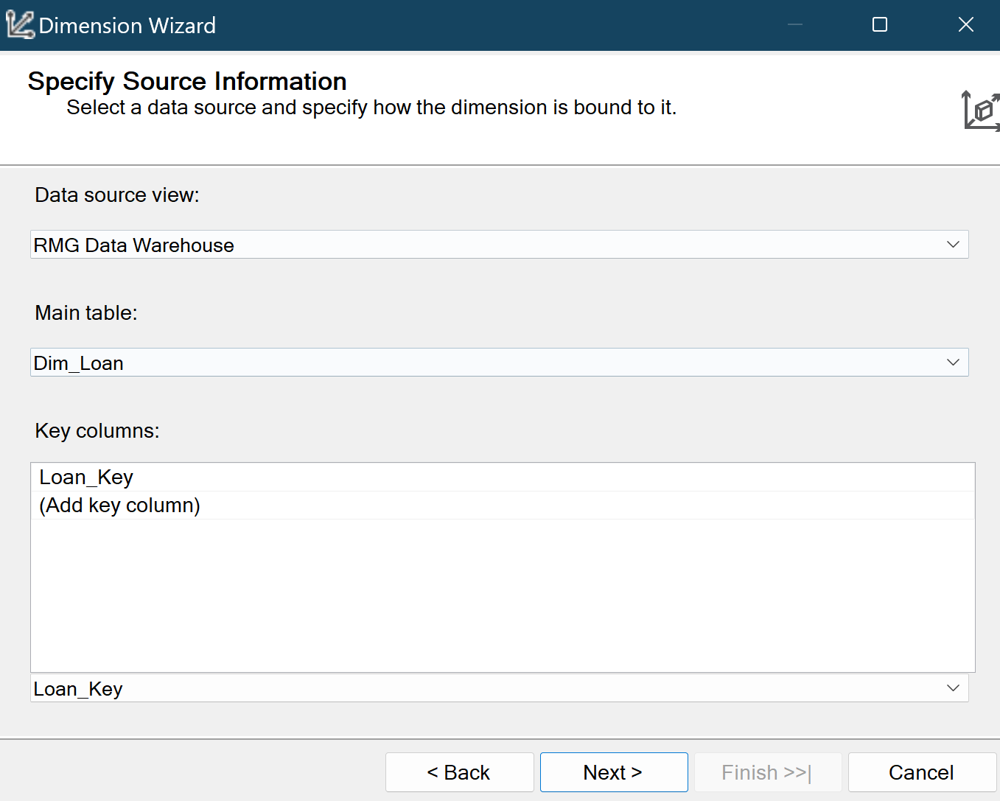 Dimension Wizard
Specify Source Information
Select a data source and specify how the dimension is bound to it.
Data source view:
RMG Data Warehouse
Main table:
Dim_Loan
Key columns:
Loan_Key
(Add key column)
Loan_Key
< Back
Next >
Finish >>|
Cancel